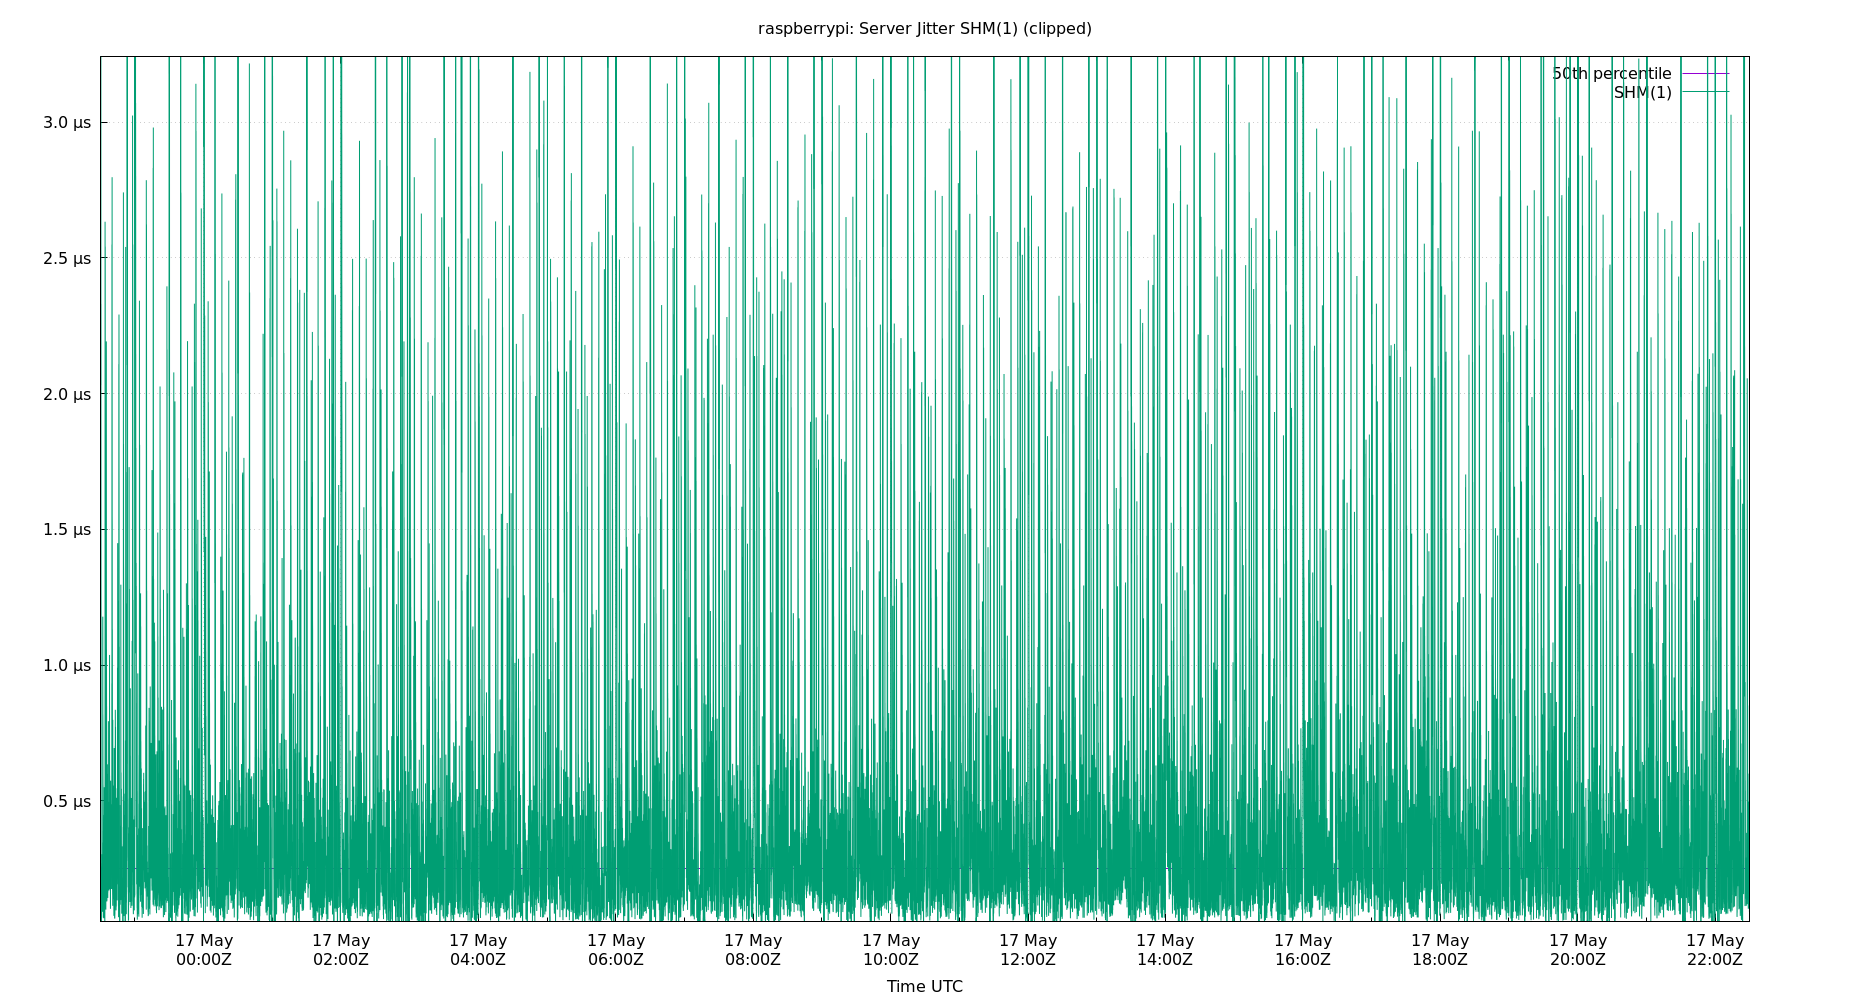 raspberrypi: Server Jitter SHM(1) (clipped)
50th percentile
SHM(1)
3.0 µs
2.5 µs
2.0 µs
1.5 µs
1.0 µs
0.5 µs
17 May 17 May 17 May 17 May 17 May 17 May 17 May 17 May 17 May 17 May 17 May 17 May
00:00Z 02:00Z 04:00Z 06:00Z 08:00Z 10:00Z 12:00Z 14:00Z 16:00Z 18:00Z 20:00Z 22:00Z
Time UTC